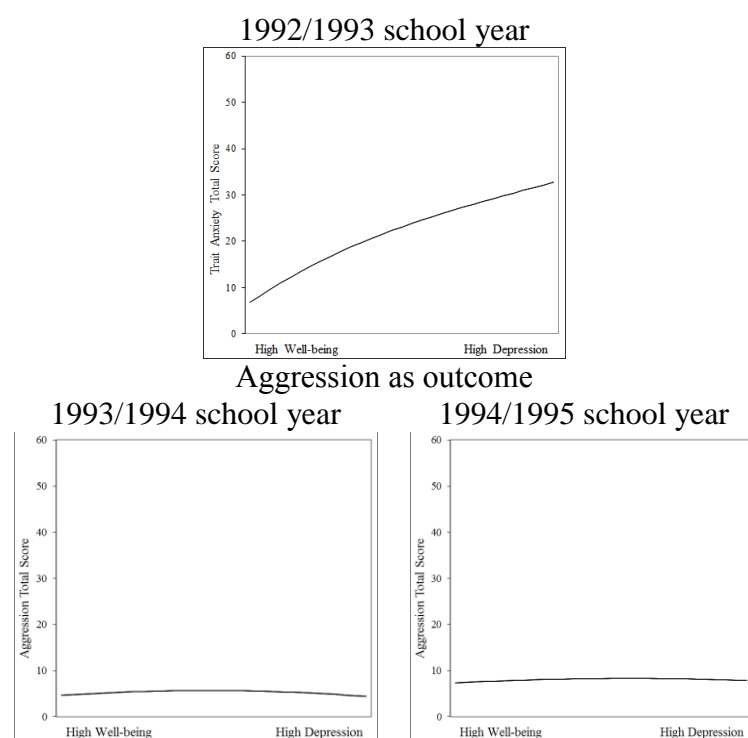 1992/1993 school year
60
50
40
30
20
10
0
Trait Anxiety Total Score
High Well-being High Depression
Aggression as outcome
1993/1994 school year 1994/1995 school year
60
50
40
30
20
10
0
Aggression Total Score
High Well-being High Depression
60
50
40
30
20
10
0
Aggression Total Score
High Well-being High Depression